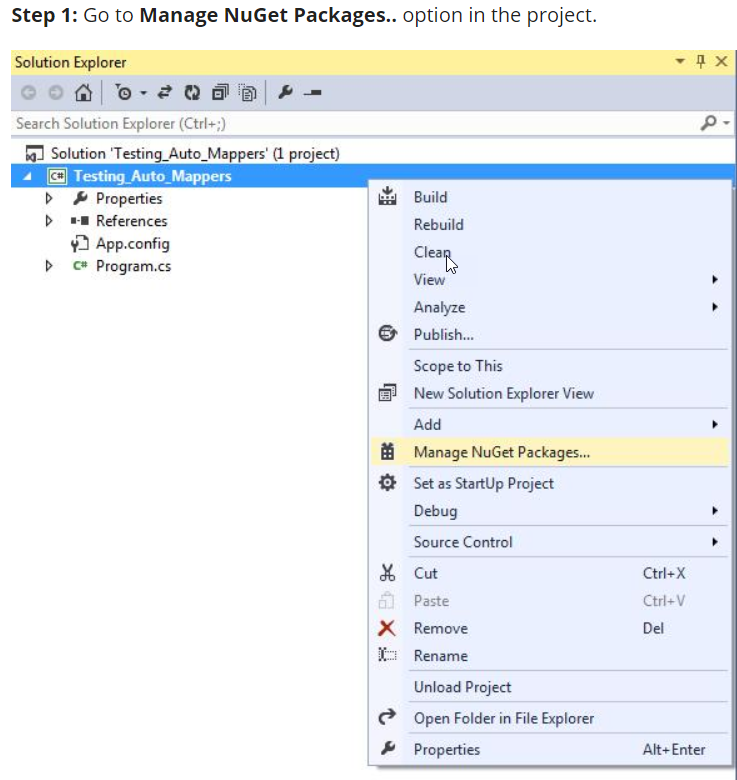 Step 1: Go to Manage NuGet Packages.. option in the project.
Solution Explorer
Search Solution Explorer (Ctrl+;)
Solution 'Testing_Auto_Mappers' (1 project)
C# Testing_Auto_Mappers
Properties
References
App.config
C# Program.cs
Build
Rebuild
Clean
View
Analyze
Publish...
Scope to This
New Solution Explorer View
Add
Manage NuGet Packages...
Set as StartUp Project
Debug
Source Control
Cut Ctrl+X
Paste Ctrl+V
Remove Del
Rename
Unload Project
Open Folder in File Explorer
Properties Alt+Enter